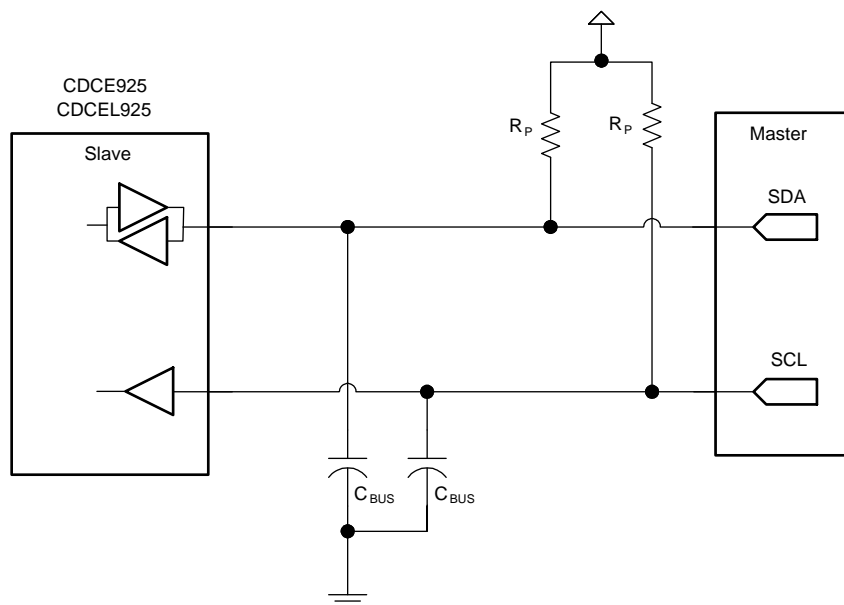 CDCE925
CDCEL925
Slave
R_P
R_P
Master
SDA
SCL
C_BUS
C_BUS